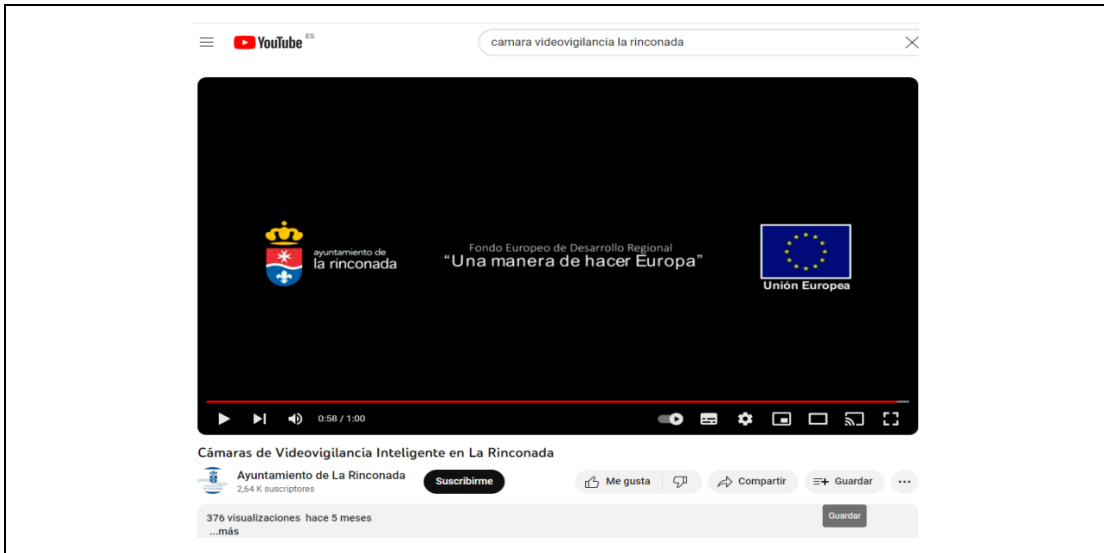 YouTube ES
camara videovigilancia la rinconada
ayuntamiento de
la rinconada
Fondo Europeo de Desarrollo Regional
“Una manera de hacer Europa”
Unión Europea
0:58 / 1:00
Cámaras de Videovigilancia Inteligente en La Rinconada
Ayuntamiento de La Rinconada
2,64 K suscriptores
Suscribirme
Me gusta
Compartir
Guardar
376 visualizaciones hace 5 meses
...más
Guardar